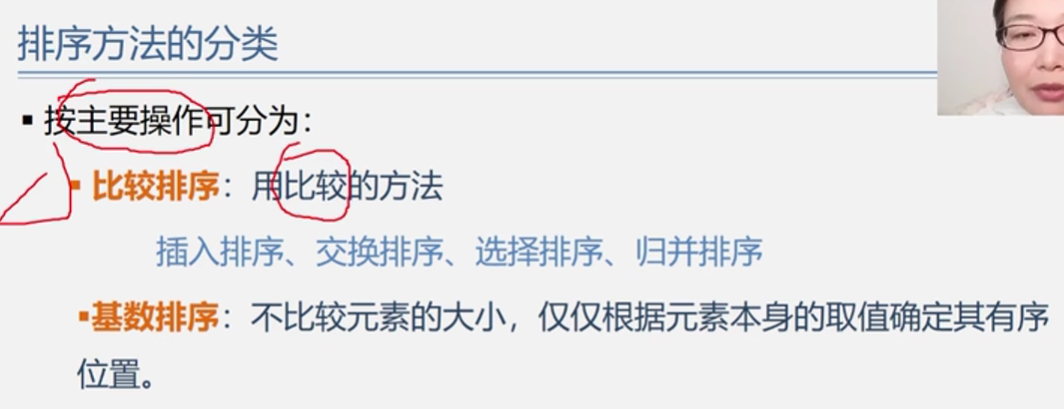 排序方法的分类
▪ 按主要操作可分为：
▪ 比较排序：用比较的方法
插入排序、交换排序、选择排序、归并排序
▪基数排序：不比较元素的大小，仅仅根据元素本身的取值确定其有序
位置。